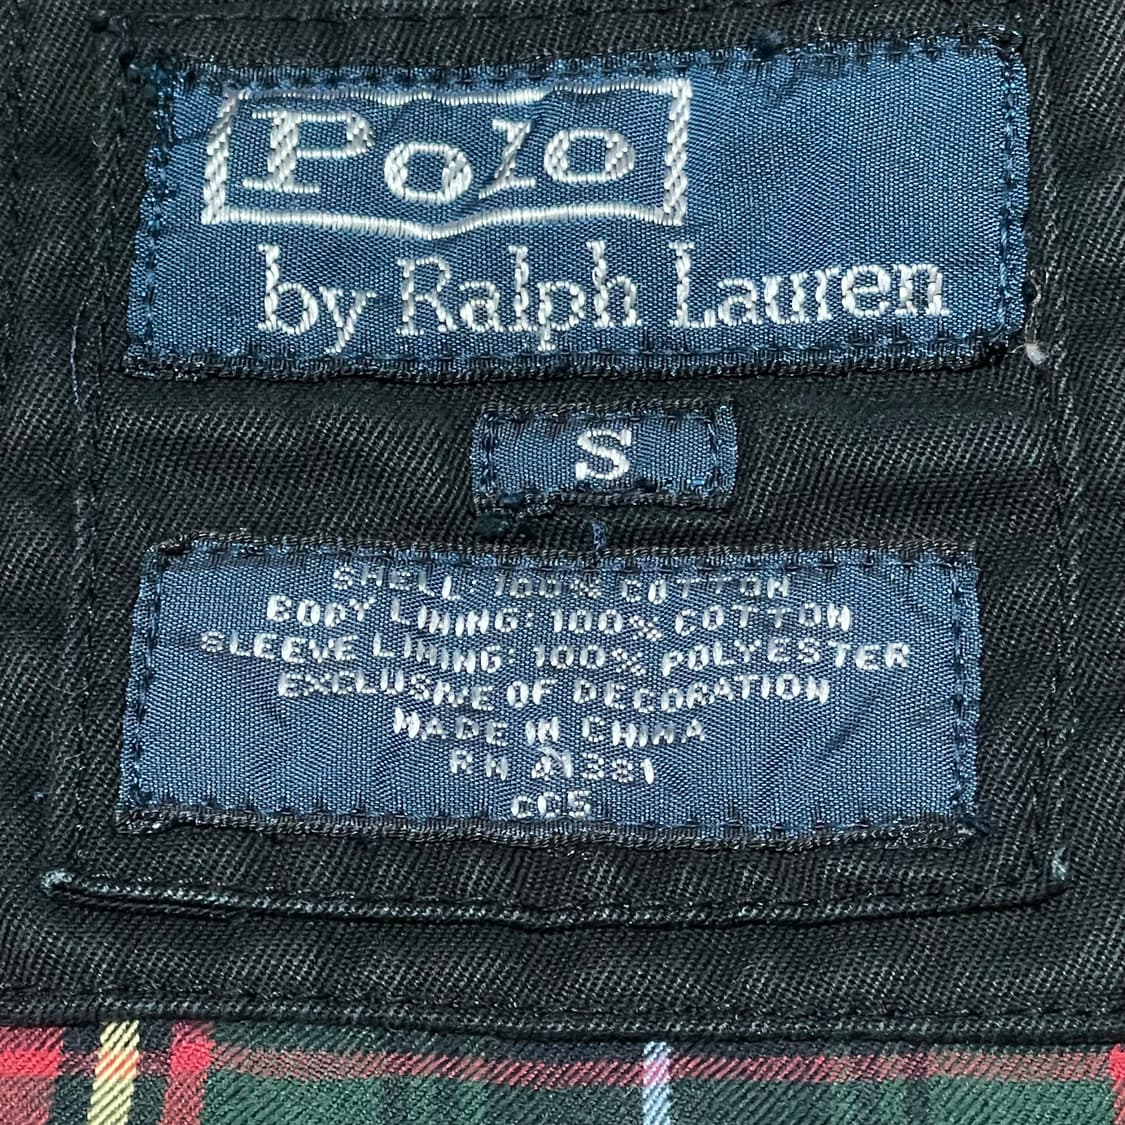 Polo
by Ralph Lauren
S
SHELL: 100% COTTON
BODY LINING: 100% COTTON
SLEEVE LINING: 100% POLYESTER
EXCLUSIVE OF DECORATION
MADE IN CHINA
RN 41381